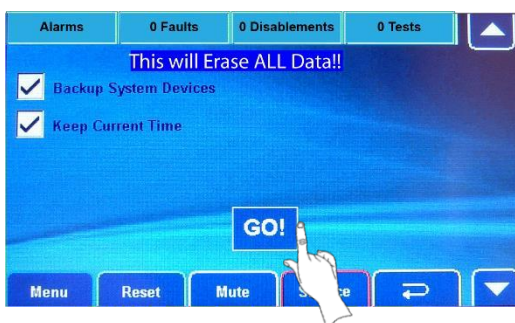 Alarms 0 Faults 0 Disablements 0 Tests
This will Erase ALL Data!!
Backup System Devices
Keep Current Time
GO!
Menu Reset Mute